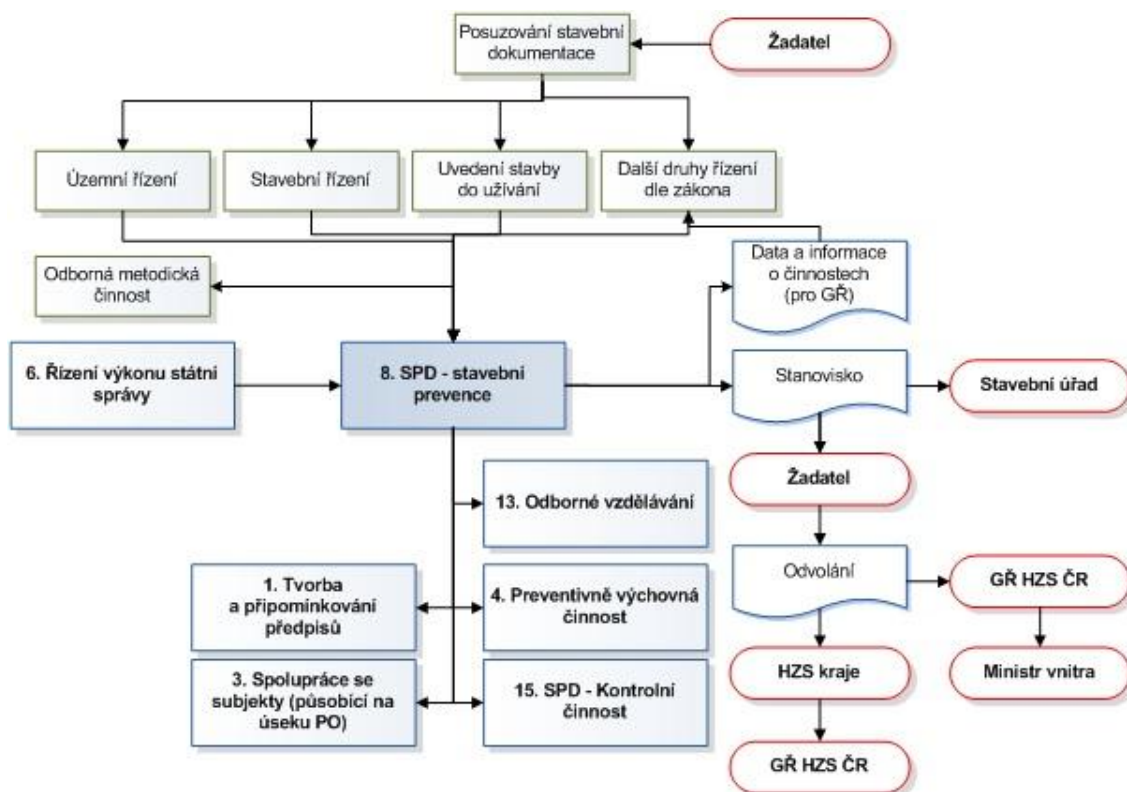 Posuzování stavební
dokumentace
Žadatel
Územní řízení
Stavební řízení
Uvedení stavby
do užívání
Další druhy řízení
dle zákona
Odborná metodická
činnost
Data a informace
o činnostech
(pro GŘ)
6. Řízení výkonu státní
správy
8. SPD - stavební
prevence
Stanovisko
Stavební úřad
Žadatel
13. Odborné vzdělávání
1. Tvorba
a připomínkování
předpisů
4. Preventivně výchovná
činnost
Odvolání
GŘ HZS ČR
3. Spolupráce se
subjekty (působící na
úseku PO)
15. SPD - Kontrolní
činnost
HZS kraje
Ministr vnitra
GŘ HZS ČR